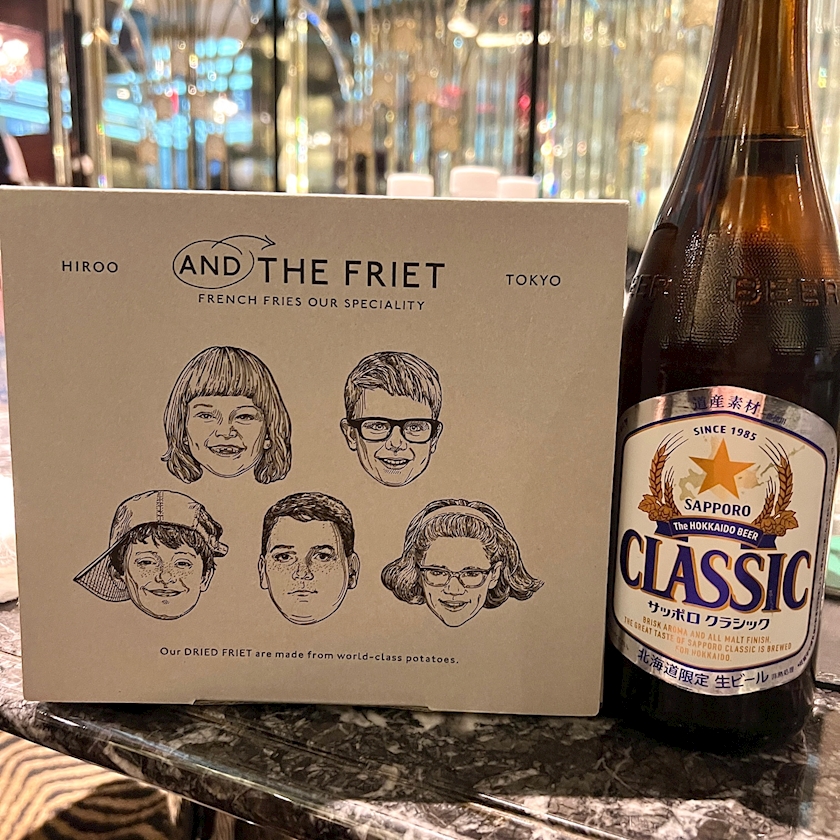 HIROO
AND THE FRIET
TOKYO
FRENCH FRIES OUR SPECIALITY
Our DRIED FRIET are made from world-class potatoes.
BEER
道産素材
SINCE 1985
SAPPORO
The HOKKAIDO BEER
CLASSIC
サッポロ クラシック
BRISK AROMA AND ALL MALT FINISH.
THE GREAT TASTE OF SAPPORO CLASSIC IS BREWED
FOR HOKKAIDO
北海道限定 生ビール